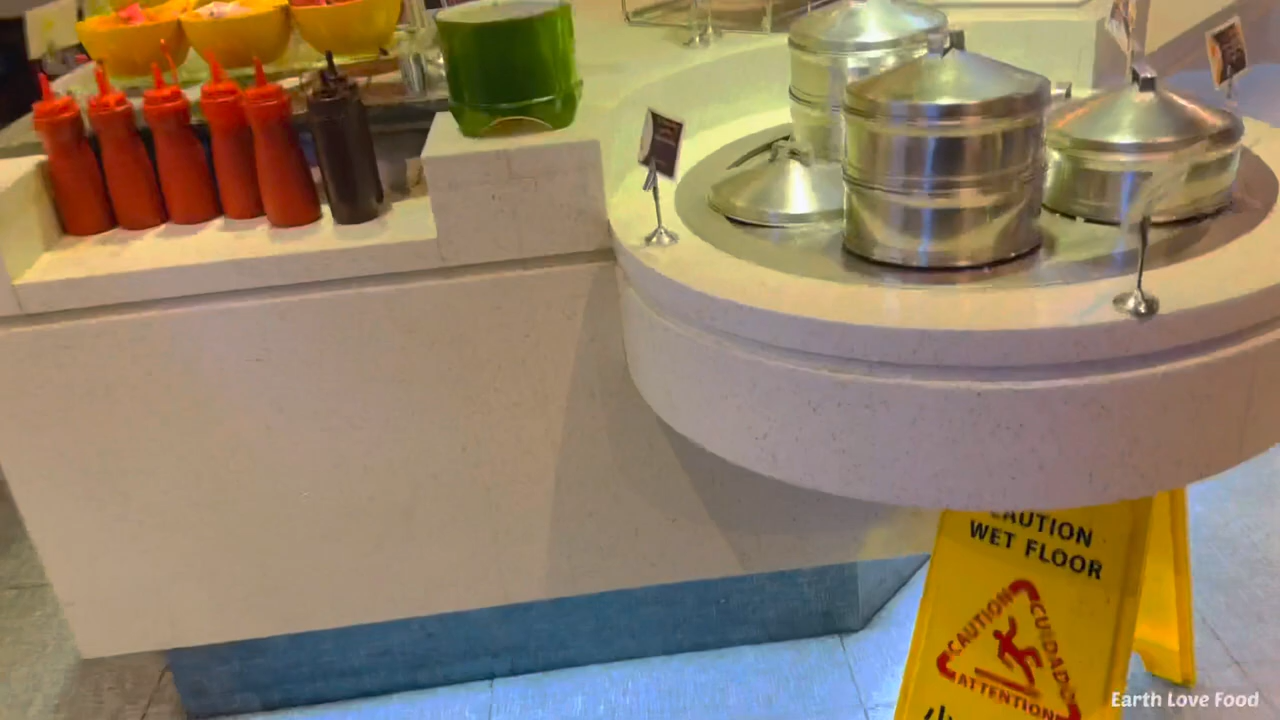 CAUTION
WET FLOOR
CAUTION
CUIDADO
ATTENTION
Earth Love Food